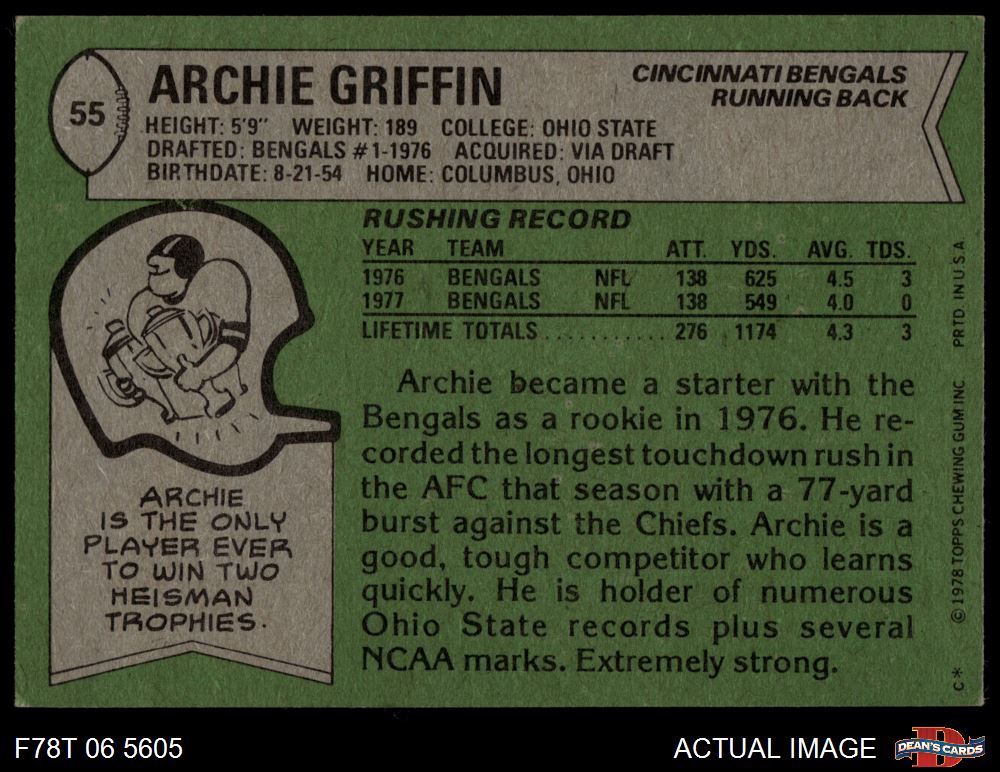 55
ARCHIE GRIFFIN
CINCINNATI BENGALS
RUNNING BACK
HEIGHT: 5'9" WEIGHT: 189 COLLEGE: OHIO STATE
DRAFTED: BENGALS #1-1976 ACQUIRED: VIA DRAFT
BIRTHDATE: 8-21-54 HOME: COLUMBUS, OHIO
RUSHING RECORD
YEAR TEAM ATT. YDS. AVG. TDS.
1976 BENGALS NFL 138 625 4.5 3
1977 BENGALS NFL 138 549 4.0 0
LIFETIME TOTALS........... 276 1174 4.3 3
Archie became a starter with the
Bengals as a rookie in 1976. He re-
corded the longest touchdown rush in
the AFC that season with a 77-yard
burst against the Chiefs. Archie is a
good, tough competitor who learns
quickly. He is holder of numerous
Ohio State records plus several
NCAA marks. Extremely strong.
ARCHIE
IS THE ONLY
PLAYER EVER
TO WIN TWO
HEISMAN
TROPHIES.
C* © 1978 TOPPS CHEWING GUM INC. PRTD. IN U.S.A.
F78T 06 5605
ACTUAL IMAGE
D
DEAN'S CARDS